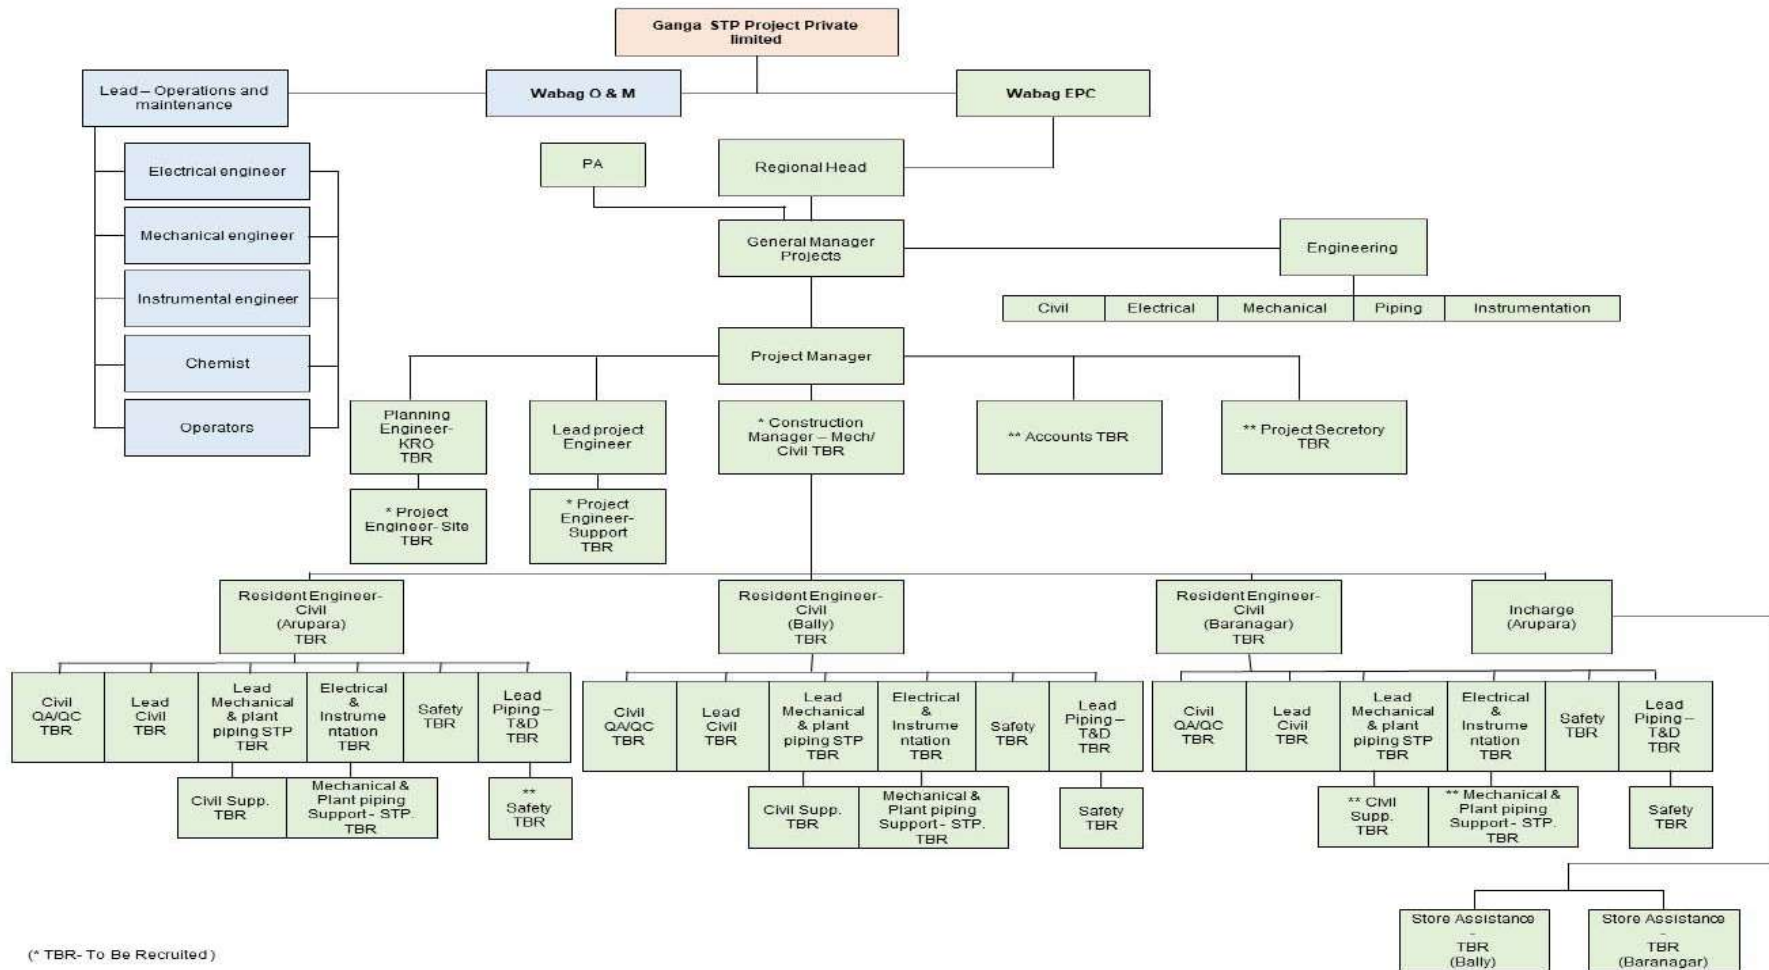 Ganga STP Project Private
limited
Lead – Operations and
maintenance
Wabag O & M
Wabag EPC
Electrical engineer
Mechanical engineer
Instrumental engineer
Chemist
Operators
PA
Regional Head
General Manager
Projects
Engineering
Civil
Electrical
Mechanical
Piping
Instrumentation
Project Manager
Planning
Engineer-
KRO
TBR
Lead project
Engineer
* Construction
Manager – Mech/
Civil TBR
** Accounts TBR
** Project Secretory
TBR
* Project
Engineer- Site
TBR
* Project
Engineer-
Support
TBR
Resident Engineer-
Civil
(Arupara)
TBR
Resident Engineer-
Civil
(Bally)
TBR
Resident Engineer-
Civil
(Baranagar)
TBR
Incharge
(Arupara)
Civil
QA/QC
TBR
Lead
Civil
TBR
Lead
Mechanical
& plant
piping STP
TBR
Electrical
&
Instrume
ntation
TBR
Safety
TBR
Lead
Piping –
T&D
TBR
Civil Supp.
TBR
Mechanical &
Plant piping
Support - STP.
TBR
**
Safety
TBR
Civil
QA/QC
TBR
Lead
Civil
TBR
Lead
Mechanical
& plant
piping STP
TBR
Electrical
&
Instrume
ntation
TBR
Safety
TBR
Lead
Piping –
T&D
TBR
Civil Supp.
TBR
Mechanical &
Plant piping
Support - STP.
TBR
Safety
TBR
Civil
QA/QC
TBR
Lead
Civil
TBR
Lead
Mechanical
& plant
piping STP
TBR
Electrical
&
Instrume
ntation
TBR
Safety
TBR
Lead
Piping –
T&D
TBR
** Civil
Supp.
TBR
** Mechanical &
Plant piping
Support - STP.
TBR
Safety
TBR
Store Assistance
-
TBR
(Bally)
Store Assistance
-
TBR
(Baranagar)
(* TBR- To Be Recruited )